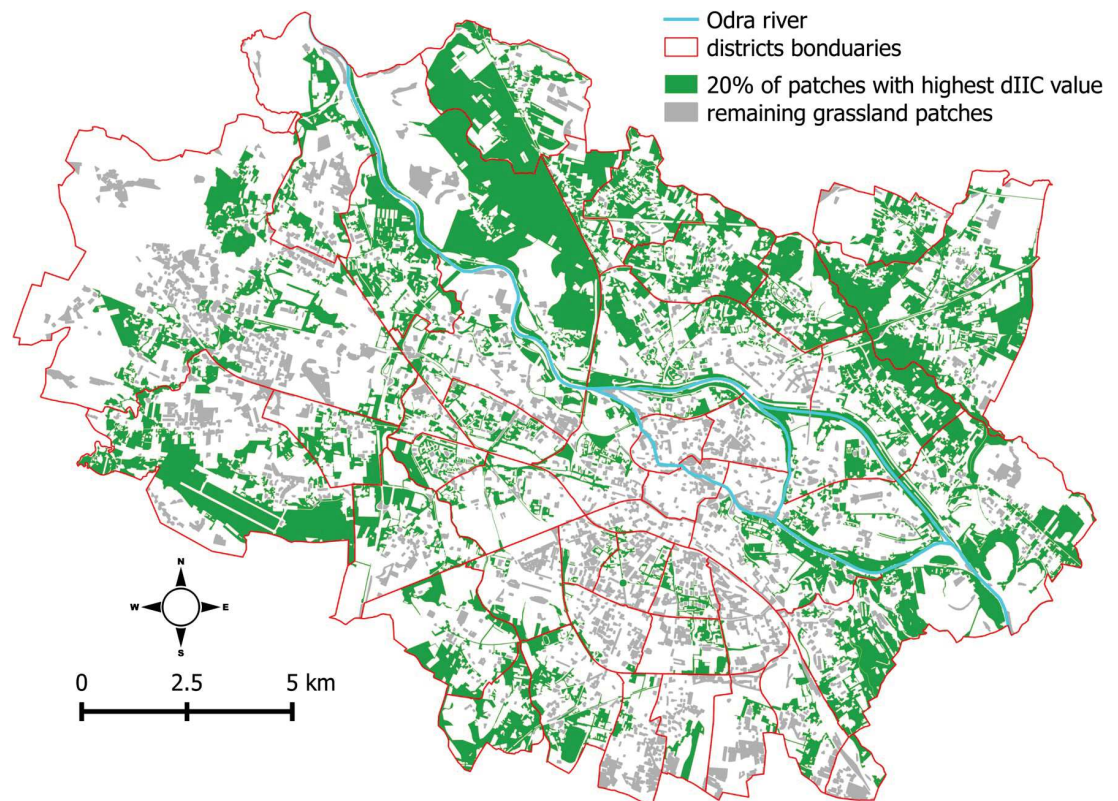 Odra river
districts bonduaries
20% of patches with highest dIIC value
remaining grassland patches
N
W E
S
0 2.5 5 km